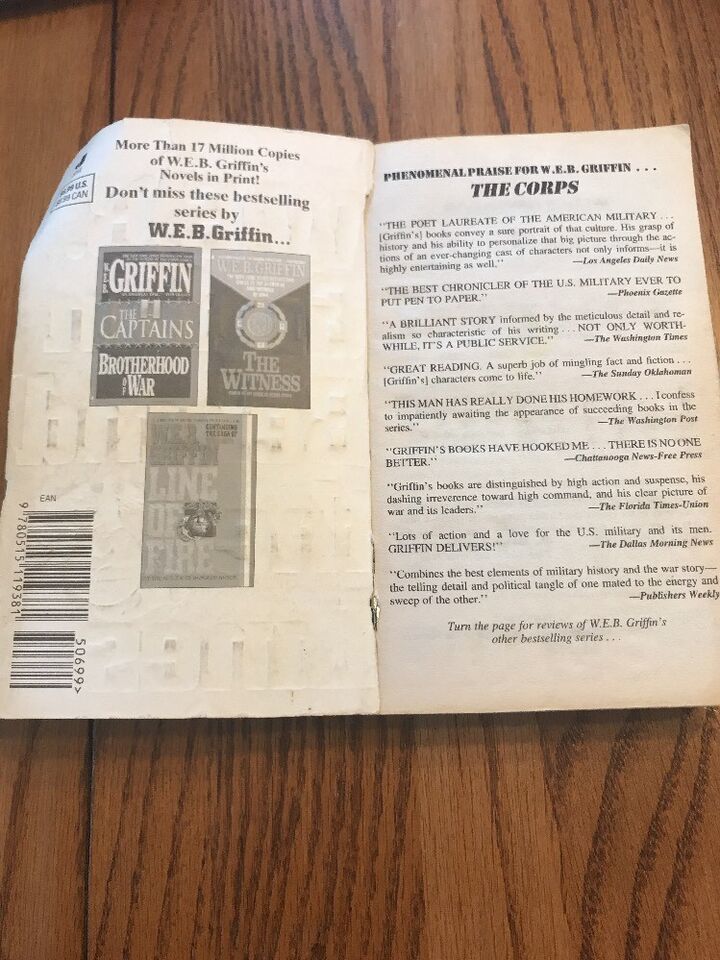 More Than 17 Million Copies
of W.E.B. Griffin's
Novels in Print!
Don't miss these bestselling
series by
W.E.B.Griffin...
U.S.
CAN
W.E.B.
GRIFFIN
THE
CAPTAINS
BROTHERHOOD
OF WAR
W.E.B. GRIFFIN
THE
WITNESS
CONTINUING
THE SAGA OF
LINE
OF
FIRE
EAN
9 780515 119381
50699>
PHENOMENAL PRAISE FOR W.E.B. GRIFFIN . . .
THE CORPS
"THE POET LAUREATE OF THE AMERICAN MILITARY . . .
[Griffin's] books convey a sure portrait of that culture. His grasp of
history and his ability to personalize that big picture through the ac-
tions of an ever-changing cast of characters not only informs—it is
highly entertaining as well." —Los Angeles Daily News
"THE BEST CHRONICLER OF THE U.S. MILITARY EVER TO
PUT PEN TO PAPER." —Phoenix Gazette
"A BRILLIANT STORY informed by the meticulous detail and re-
alism so characteristic of his writing . . . NOT ONLY WORTH-
WHILE, IT'S A PUBLIC SERVICE." —The Washington Times
"GREAT READING. A superb job of mingling fact and fiction . . .
[Griffin's] characters come to life." —The Sunday Oklahoman
"THIS MAN HAS REALLY DONE HIS HOMEWORK . . . I confess
to impatiently awaiting the appearance of succeeding books in the
series." —The Washington Post
"GRIFFIN'S BOOKS HAVE HOOKED ME . . . THERE IS NO ONE
BETTER." —Chattanooga News-Free Press
"Griffin's books are distinguished by high action and suspense, his
dashing irreverence toward high command, and his clear picture of
war and its leaders." —The Florida Times-Union
"Lots of action and a love for the U.S. military and its men.
GRIFFIN DELIVERS!" —The Dallas Morning News
"Combines the best elements of military history and the war story—
the telling detail and political tangle of one mated to the energy and
sweep of the other." —Publishers Weekly
Turn the page for reviews of W.E.B. Griffin's
other bestselling series . . .